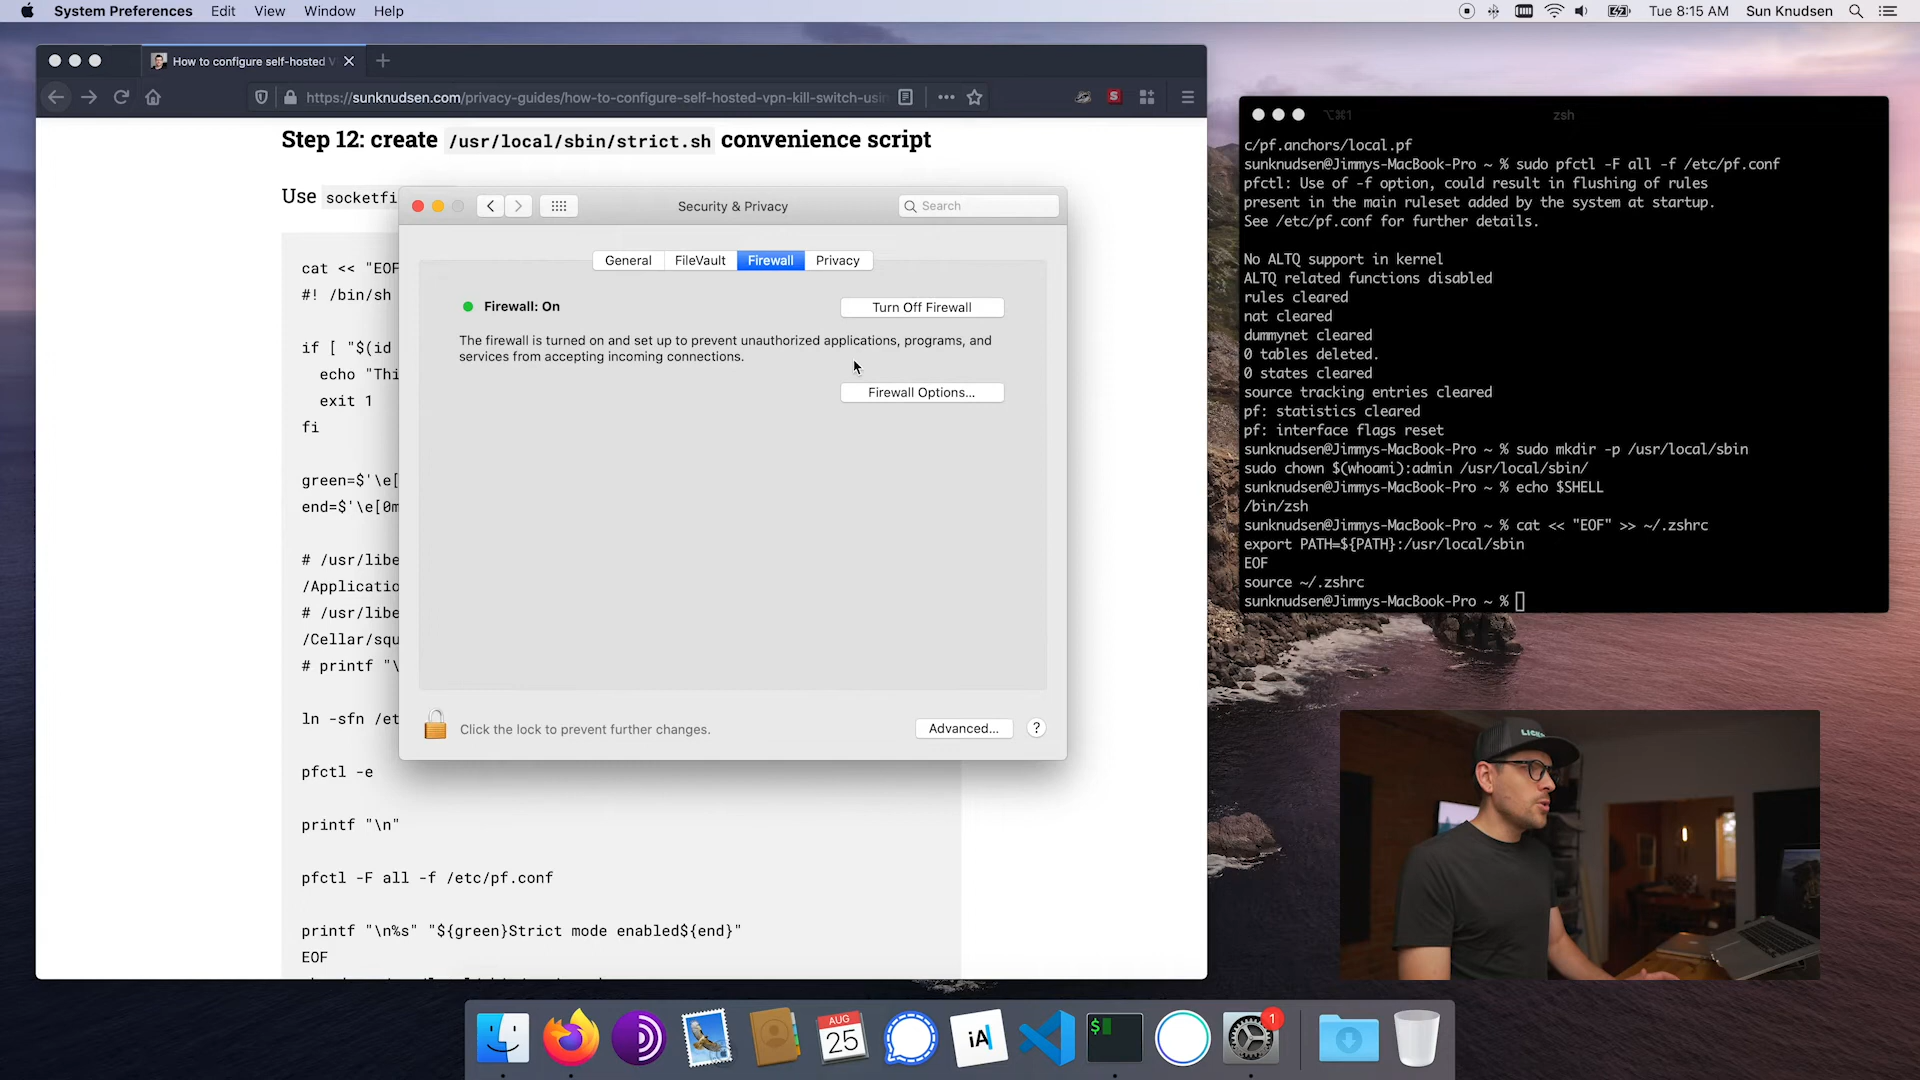 System Preferences Edit View Window Help
Tue 8:15 AM Sun Knudsen
How to configure self-hosted V
https://sunknudsen.com/privacy-guides/how-to-configure-self-hosted-vpn-kill-switch-usin
S
Step 12: create /usr/local/sbin/strict.sh convenience script
Use socketfi
cat << "EOF
#! /bin/sh
if [ "$(id
echo "Thi
exit 1
fi
green=$'\e[
end=$'\e[0m
# /usr/libe
/Applicatio
# /usr/libe
/Cellar/squ
# printf "\
ln -sfn /et
pfctl -e
printf "\n"
pfctl -F all -f /etc/pf.conf
printf "\n%s" "${green}Strict mode enabled${end}"
EOF
Security & Privacy
Search
General FileVault Firewall Privacy
Firewall: On
Turn Off Firewall
The firewall is turned on and set up to prevent unauthorized applications, programs, and
services from accepting incoming connections.
Firewall Options...
Click the lock to prevent further changes.
Advanced...
?
⌥⌘1 zsh
c/pf.anchors/local.pf
sunknudsen@Jimmys-MacBook-Pro ~ % sudo pfctl -F all -f /etc/pf.conf
pfctl: Use of -f option, could result in flushing of rules
present in the main ruleset added by the system at startup.
See /etc/pf.conf for further details.
No ALTQ support in kernel
ALTQ related functions disabled
rules cleared
nat cleared
dummynet cleared
0 tables deleted.
0 states cleared
source tracking entries cleared
pf: statistics cleared
pf: interface flags reset
sunknudsen@Jimmys-MacBook-Pro ~ % sudo mkdir -p /usr/local/sbin
sudo chown $(whoami):admin /usr/local/sbin/
sunknudsen@Jimmys-MacBook-Pro ~ % echo $SHELL
/bin/zsh
sunknudsen@Jimmys-MacBook-Pro ~ % cat << "EOF" >> ~/.zshrc
export PATH=${PATH}:/usr/local/sbin
EOF
source ~/.zshrc
sunknudsen@Jimmys-MacBook-Pro ~ %
AUG
25
iA
$
1